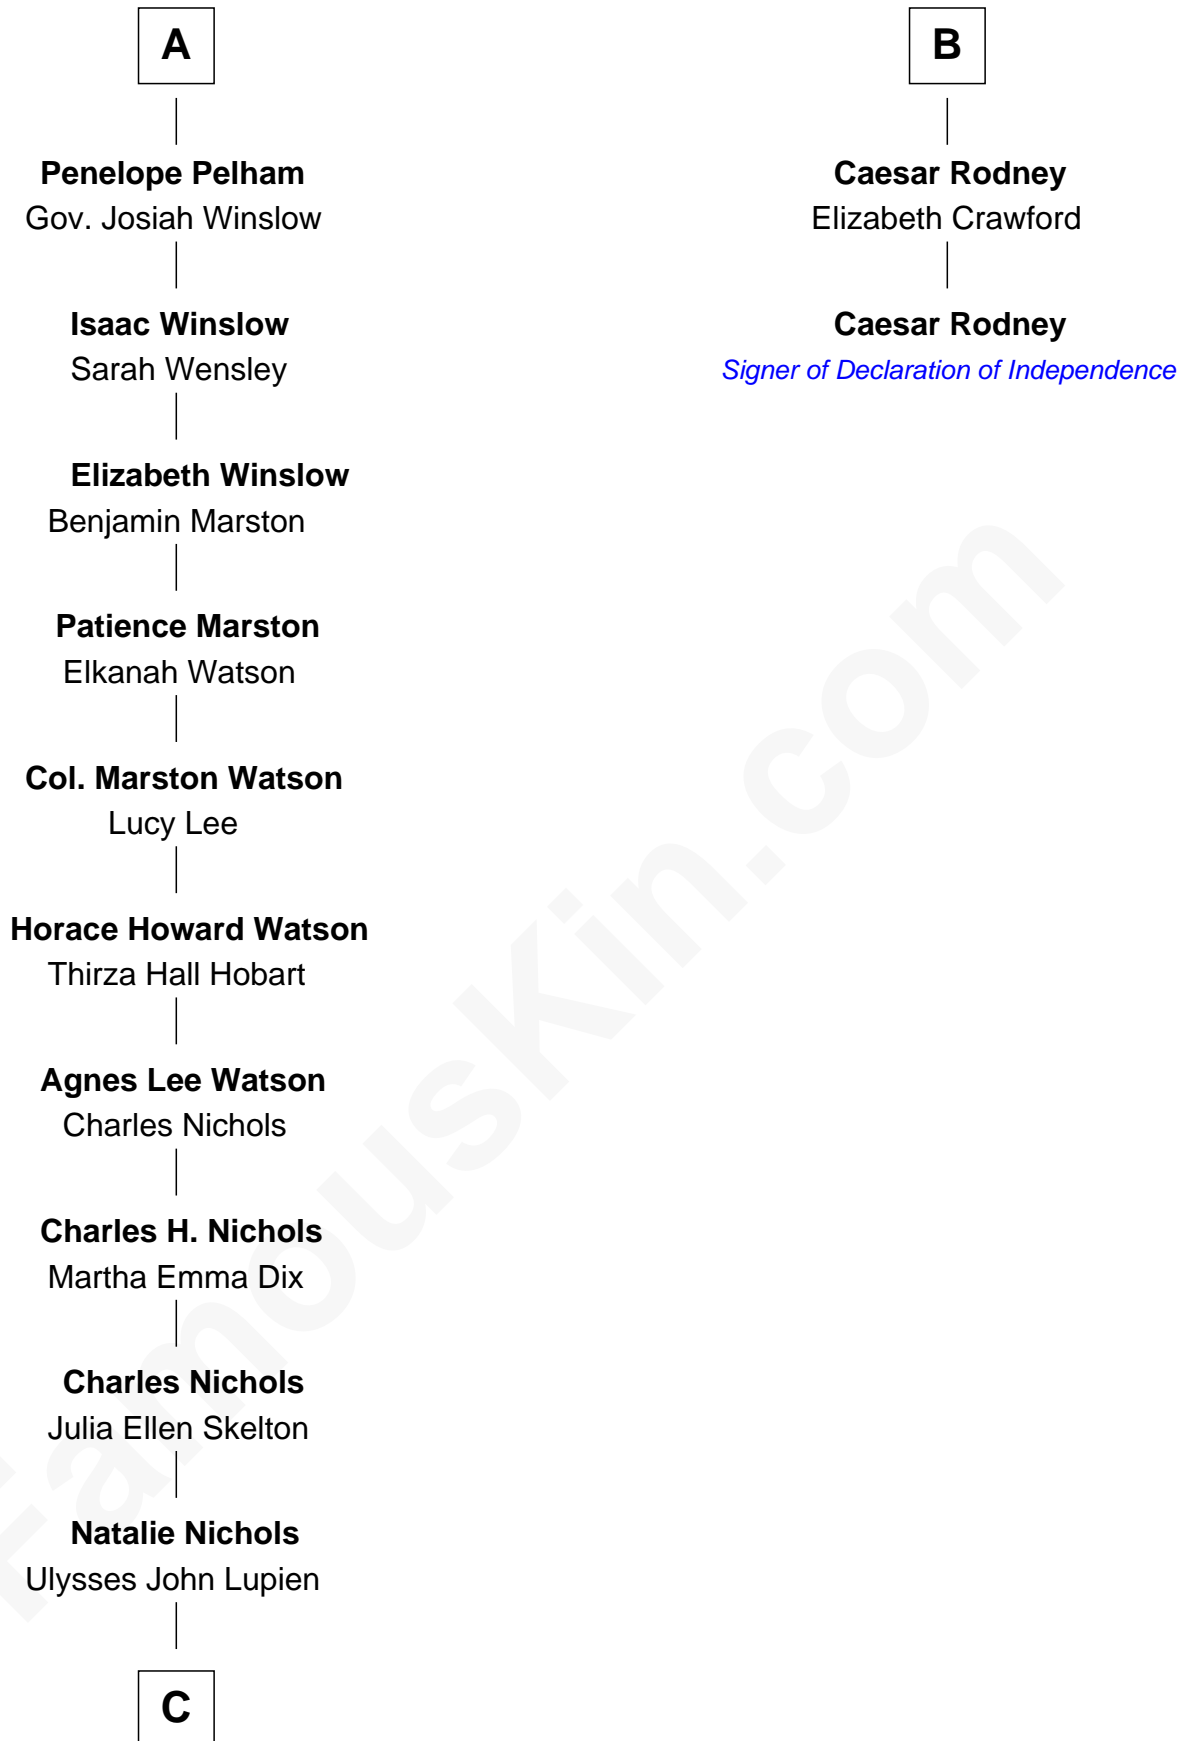 A
Penelope Pelham
Gov. Josiah Winslow
Isaac Winslow
Sarah Wensley
Elizabeth Winslow
Benjamin Marston
Patience Marston
Elkanah Watson
Col. Marston Watson
Lucy Lee
Horace Howard Watson
Thirza Hall Hobart
Agnes Lee Watson
Charles Nichols
Charles H. Nichols
Martha Emma Dix
Charles Nichols
Julia Ellen Skelton
Natalie Nichols
Ulysses John Lupien
C
B
Caesar Rodney
Elizabeth Crawford
Caesar Rodney
Signer of Declaration of Independence
FamousKin.com